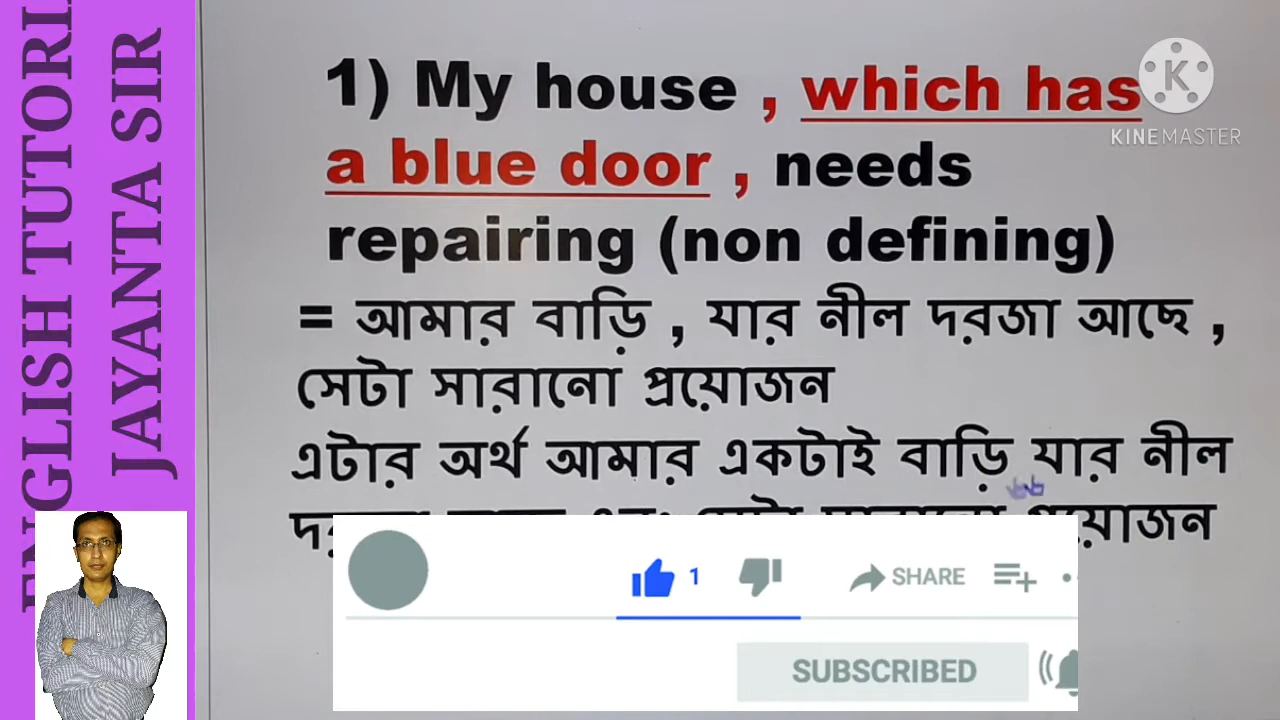 ENGLISH TUTORI
JAYANTA SIR
1) My house , which has
a blue door , needs
repairing (non defining)
= আমার বাড়ি , যার নীল দরজা আছে ,
সেটা সারানো প্রয়োজন
এটার অর্থ আমার একটাই বাড়ি যার নীল
প্রয়োজন
KINEMASTER
1
SHARE
SUBSCRIBED